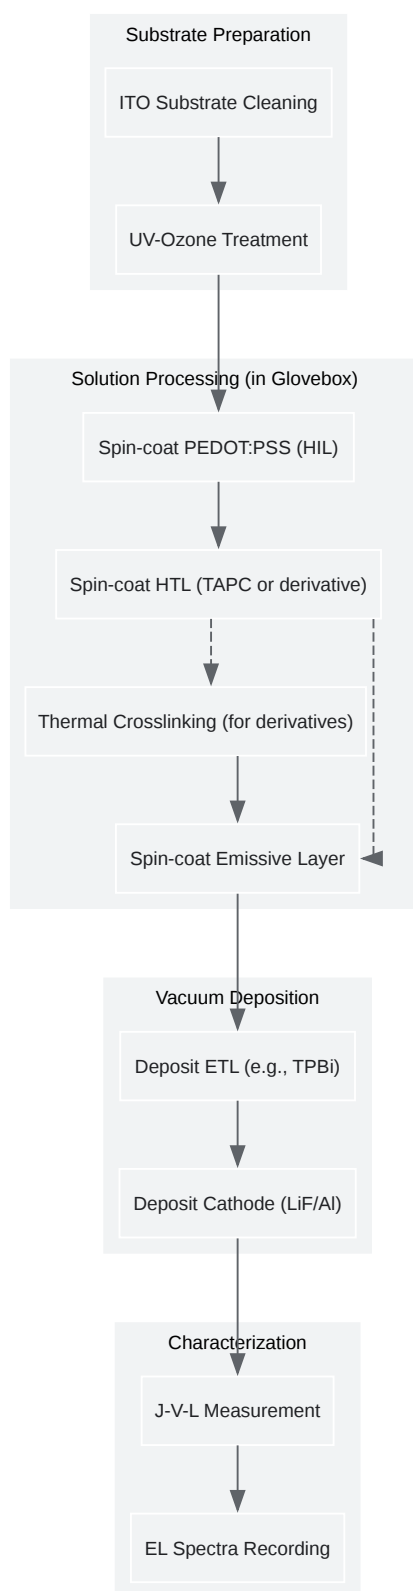 Substrate Preparation
ITO Substrate Cleaning
UV-Ozone Treatment
Solution Processing (in Glovebox)
Spin-coat PEDOT:PSS (HIL)
Spin-coat HTL (TAPC or derivative)
Thermal Crosslinking (for derivatives)
Spin-coat Emissive Layer
Vacuum Deposition
Deposit ETL (e.g., TPBi)
Deposit Cathode (LiF/Al)
Characterization
J-V-L Measurement
EL Spectra Recording